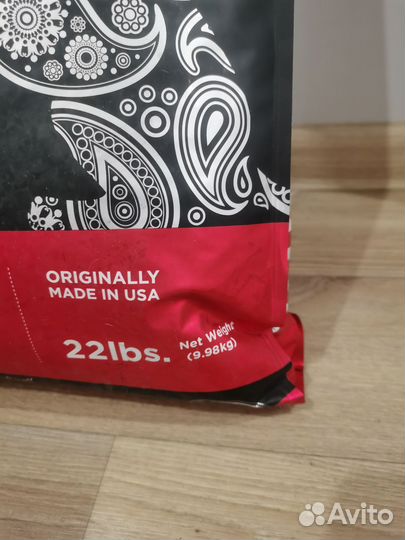 ORIGINALLY
MADE IN USA
22lbs.
Net Weight
(9.98kg)
Avito